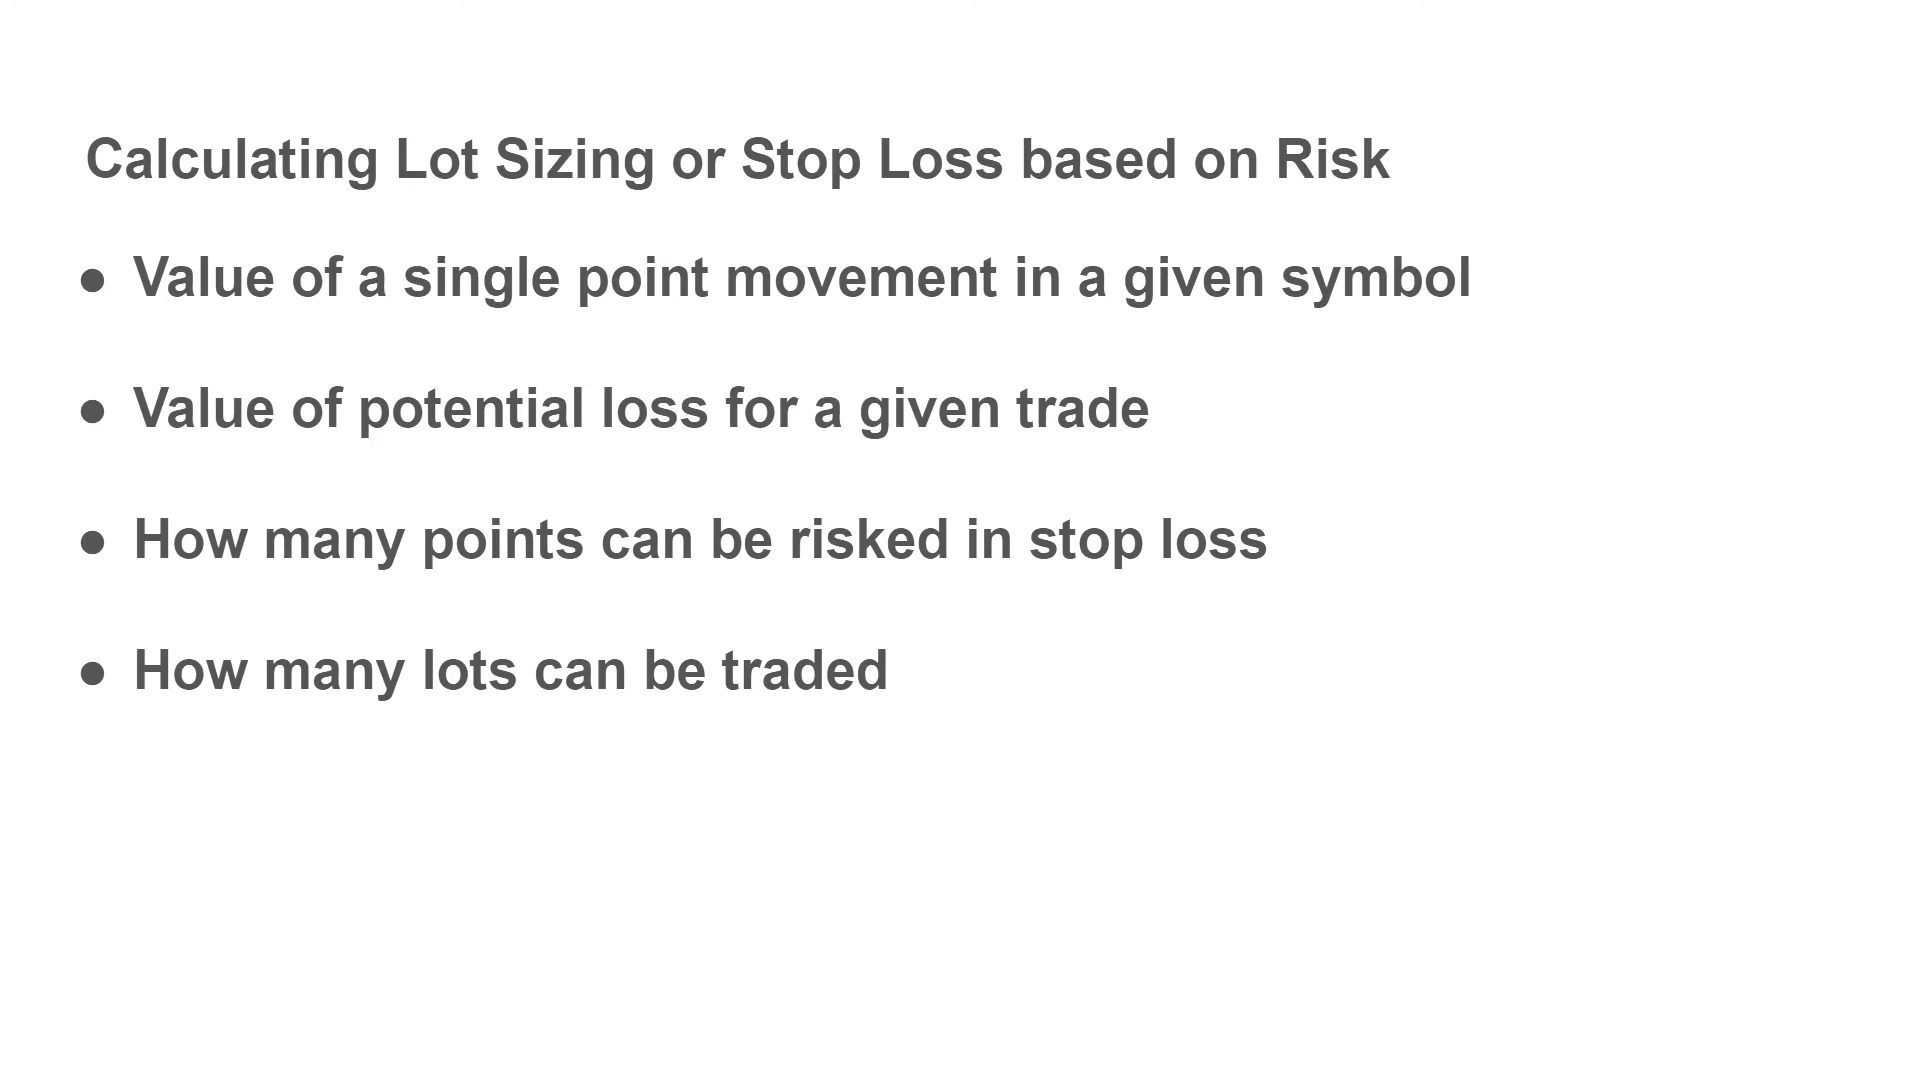 Calculating Lot Sizing or Stop Loss based on Risk
● Value of a single point movement in a given symbol
● Value of potential loss for a given trade
● How many points can be risked in stop loss
● How many lots can be traded